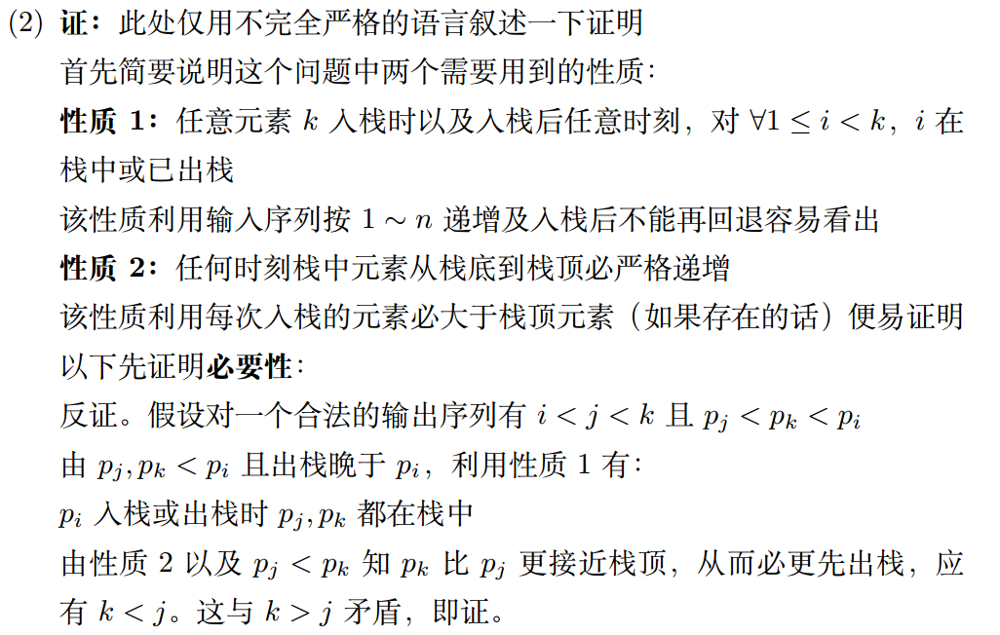 (2) 证：此处仅用不完全严格的语言叙述一下证明
首先简要说明这个问题中两个需要用到的性质：
性质 1：任意元素 k 入栈时以及入栈后任意时刻，对 ∀1 ≤ i < k，i 在
栈中或已出栈
该性质利用输入序列按 1 ∼ n 递增及入栈后不能再回退容易看出
性质 2：任何时刻栈中元素从栈底到栈顶必严格递增
该性质利用每次入栈的元素必大于栈顶元素（如果存在的话）便易证明
以下先证明必要性：
反证。假设对一个合法的输出序列有 i < j < k 且 p_j < p_k < p_i
由 p_j, p_k < p_i 且出栈晚于 p_i，利用性质 1 有：
p_i 入栈或出栈时 p_j, p_k 都在栈中
由性质 2 以及 p_j < p_k 知 p_k 比 p_j 更接近栈顶，从而必更先出栈，应
有 k < j。这与 k > j 矛盾，即证。